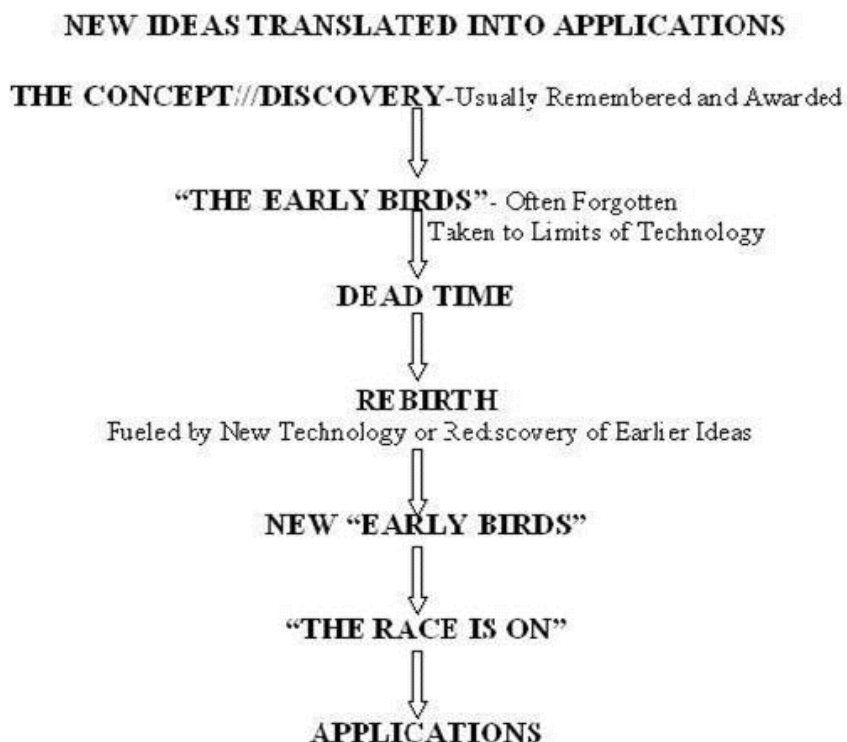 NEW IDEAS TRANSLATED INTO APPLICATIONS
THE CONCEPT///DISCOVERY-Usually Remembered and Awarded
“THE EARLY BIRDS”- Often Forgotten
Taken to Limits of Technology
DEAD TIME
REBIRTH
Fueled by New Technology or Rediscovery of Earlier Ideas
NEW “EARLY BIRDS”
“THE RACE IS ON”
APPLICATIONS